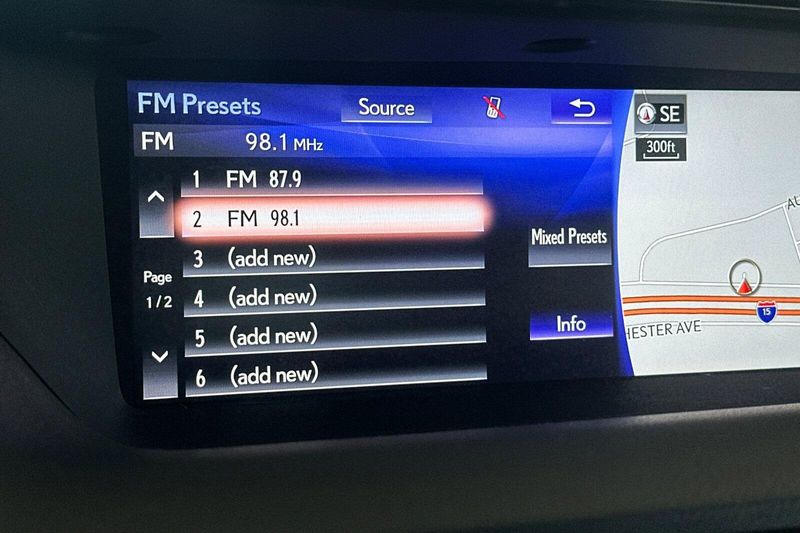 FM Presets
Source
FM 98.1 MHz
1 FM 87.9
2 FM 98.1
3 (add new)
4 (add new)
5 (add new)
6 (add new)
Page
1/2
Mixed Presets
Info
SE
300ft
15
HESTER AVE